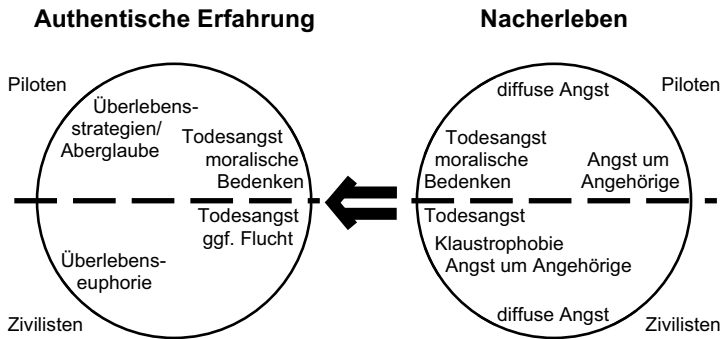 Authentische Erfahrung
Piloten
Überlebens-
strategien/
Aberglaube
Todesangst
moralische
Bedenken
Todesangst
ggf. Flucht
Überlebens-
euphorie
Zivilisten
Nacherleben
diffuse Angst
Piloten
Todesangst
moralische
Bedenken
Angst um
Angehörige
Todesangst
Klaustrophobie
Angst um Angehörige
diffuse Angst
Zivilisten